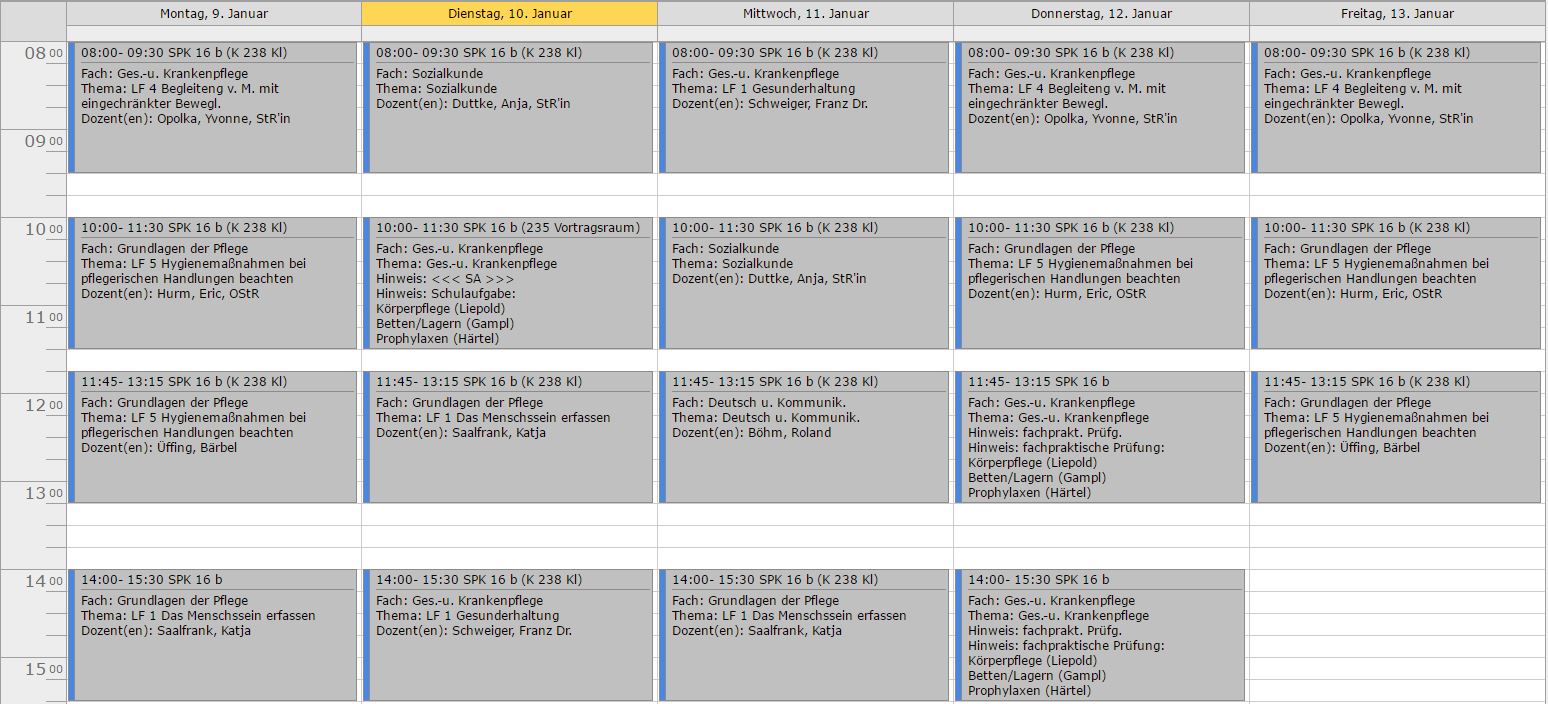 Montag, 9. Januar
Dienstag, 10. Januar
Mittwoch, 11. Januar
Donnerstag, 12. Januar
Freitag, 13. Januar
08 00
09 00
10 00
11 00
12 00
13 00
14 00
15 00
08:00- 09:30 SPK 16 b (K 238 Kl)
Fach: Ges.-u. Krankenpflege
Thema: LF 4 Begleiteng v. M. mit
eingechränkter Bewegl.
Dozent(en): Opolka, Yvonne, StR'in
10:00- 11:30 SPK 16 b (K 238 Kl)
Fach: Grundlagen der Pflege
Thema: LF 5 Hygienemaßnahmen bei
pflegerischen Handlungen beachten
Dozent(en): Hurm, Eric, OStR
11:45- 13:15 SPK 16 b (K 238 Kl)
Fach: Grundlagen der Pflege
Thema: LF 5 Hygienemaßnahmen bei
pflegerischen Handlungen beachten
Dozent(en): Üffing, Bärbel
14:00- 15:30 SPK 16 b
Fach: Grundlagen der Pflege
Thema: LF 1 Das Menschssein erfassen
Dozent(en): Saalfrank, Katja
08:00- 09:30 SPK 16 b (K 238 Kl)
Fach: Sozialkunde
Thema: Sozialkunde
Dozent(en): Duttke, Anja, StR'in
10:00- 11:30 SPK 16 b (235 Vortragsraum)
Fach: Ges.-u. Krankenpflege
Thema: Ges.-u. Krankenpflege
Hinweis: <<< SA >>>
Hinweis: Schulaufgabe:
Körperpflege (Liepold)
Betten/Lagern (Gampl)
Prophylaxen (Härtel)
11:45- 13:15 SPK 16 b (K 238 Kl)
Fach: Grundlagen der Pflege
Thema: LF 1 Das Menschssein erfassen
Dozent(en): Saalfrank, Katja
14:00- 15:30 SPK 16 b (K 238 Kl)
Fach: Ges.-u. Krankenpflege
Thema: LF 1 Gesunderhaltung
Dozent(en): Schweiger, Franz Dr.
08:00- 09:30 SPK 16 b (K 238 Kl)
Fach: Ges.-u. Krankenpflege
Thema: LF 1 Gesunderhaltung
Dozent(en): Schweiger, Franz Dr.
10:00- 11:30 SPK 16 b (K 238 Kl)
Fach: Sozialkunde
Thema: Sozialkunde
Dozent(en): Duttke, Anja, StR'in
11:45- 13:15 SPK 16 b (K 238 Kl)
Fach: Deutsch u. Kommunik.
Thema: Deutsch u. Kommunik.
Dozent(en): Böhm, Roland
14:00- 15:30 SPK 16 b (K 238 Kl)
Fach: Grundlagen der Pflege
Thema: LF 1 Das Menschssein erfassen
Dozent(en): Saalfrank, Katja
08:00- 09:30 SPK 16 b (K 238 Kl)
Fach: Ges.-u. Krankenpflege
Thema: LF 4 Begleiteng v. M. mit
eingechränkter Bewegl.
Dozent(en): Opolka, Yvonne, StR'in
10:00- 11:30 SPK 16 b (K 238 Kl)
Fach: Grundlagen der Pflege
Thema: LF 5 Hygienemaßnahmen bei
pflegerischen Handlungen beachten
Dozent(en): Hurm, Eric, OStR
11:45- 13:15 SPK 16 b
Fach: Ges.-u. Krankenpflege
Thema: Ges.-u. Krankenpflege
Hinweis: fachprakt. Prüfg.
Hinweis: fachpraktische Prüfung:
Körperpflege (Liepold)
Betten/Lagern (Gampl)
Prophylaxen (Härtel)
14:00- 15:30 SPK 16 b
Fach: Ges.-u. Krankenpflege
Thema: Ges.-u. Krankenpflege
Hinweis: fachprakt. Prüfg.
Hinweis: fachpraktische Prüfung:
Körperpflege (Liepold)
Betten/Lagern (Gampl)
Prophylaxen (Härtel)
08:00- 09:30 SPK 16 b (K 238 Kl)
Fach: Ges.-u. Krankenpflege
Thema: LF 4 Begleiteng v. M. mit
eingechränkter Bewegl.
Dozent(en): Opolka, Yvonne, StR'in
10:00- 11:30 SPK 16 b (K 238 Kl)
Fach: Grundlagen der Pflege
Thema: LF 5 Hygienemaßnahmen bei
pflegerischen Handlungen beachten
Dozent(en): Hurm, Eric, OStR
11:45- 13:15 SPK 16 b (K 238 Kl)
Fach: Grundlagen der Pflege
Thema: LF 5 Hygienemaßnahmen bei
pflegerischen Handlungen beachten
Dozent(en): Üffing, Bärbel